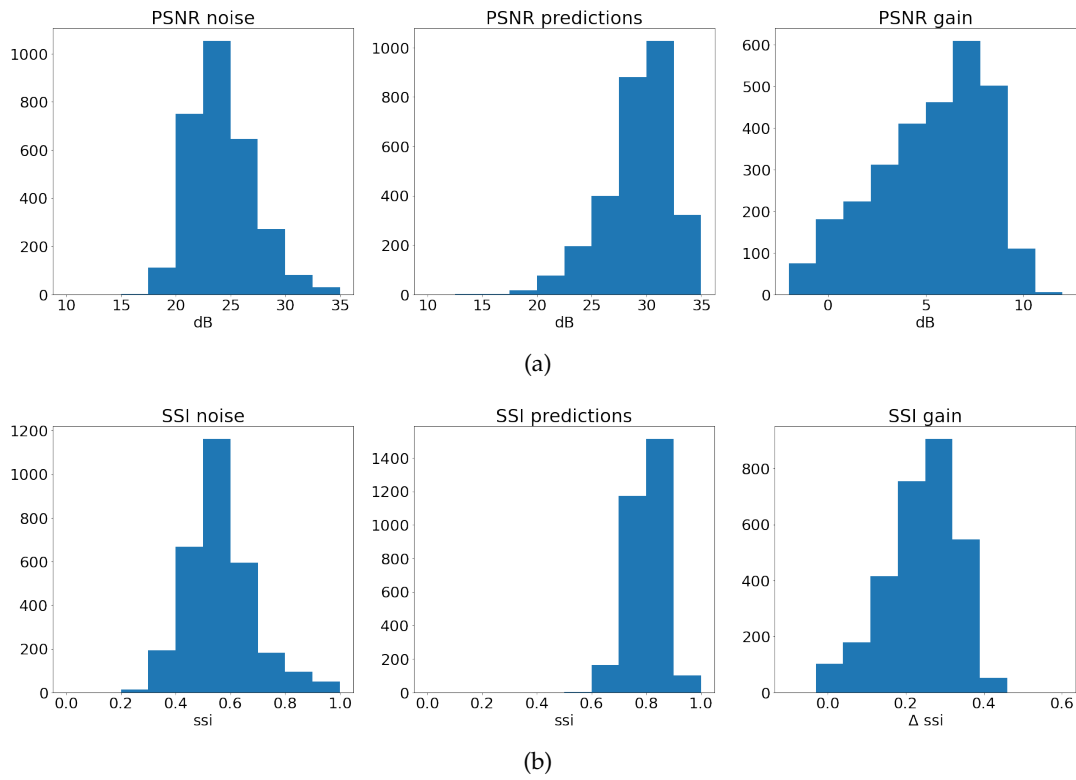 PSNR noise
1000
800
600
400
200
0
10 15 20 25 30 35
dB
PSNR predictions
1000
800
600
400
200
0
10 15 20 25 30 35
dB
PSNR gain
600
500
400
300
200
100
0
0 5 10
dB
(a)
SSI noise
1200
1000
800
600
400
200
0
0.0 0.2 0.4 0.6 0.8 1.0
ssi
SSI predictions
1400
1200
1000
800
600
400
200
0
0.0 0.2 0.4 0.6 0.8 1.0
ssi
SSI gain
800
600
400
200
0
0.0 0.2 0.4 0.6
Δ ssi
(b)